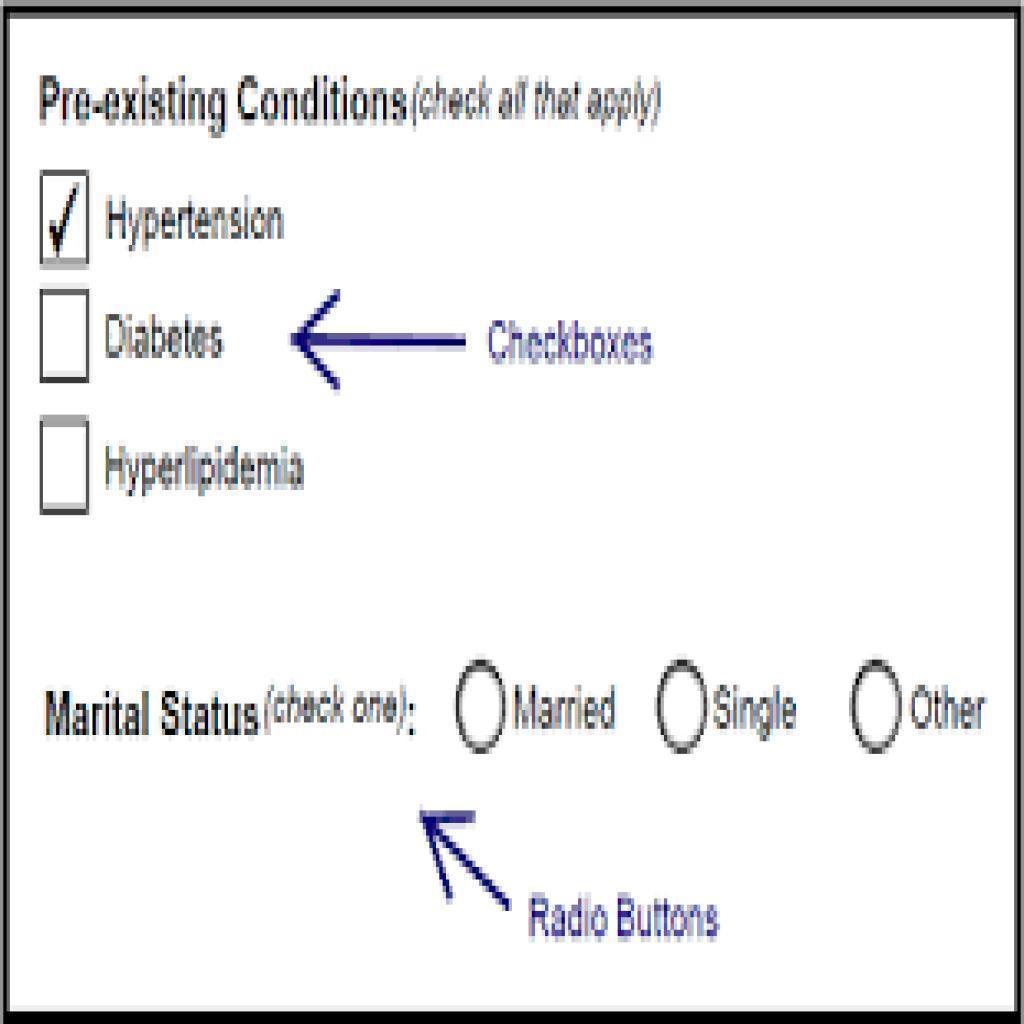 Pre-existing Conditions (check all that apply)
Hypertension
Diabetes
Checkboxes
Hyperlipidemia
Marital Status (check one): Married Single Other
Radio Buttons